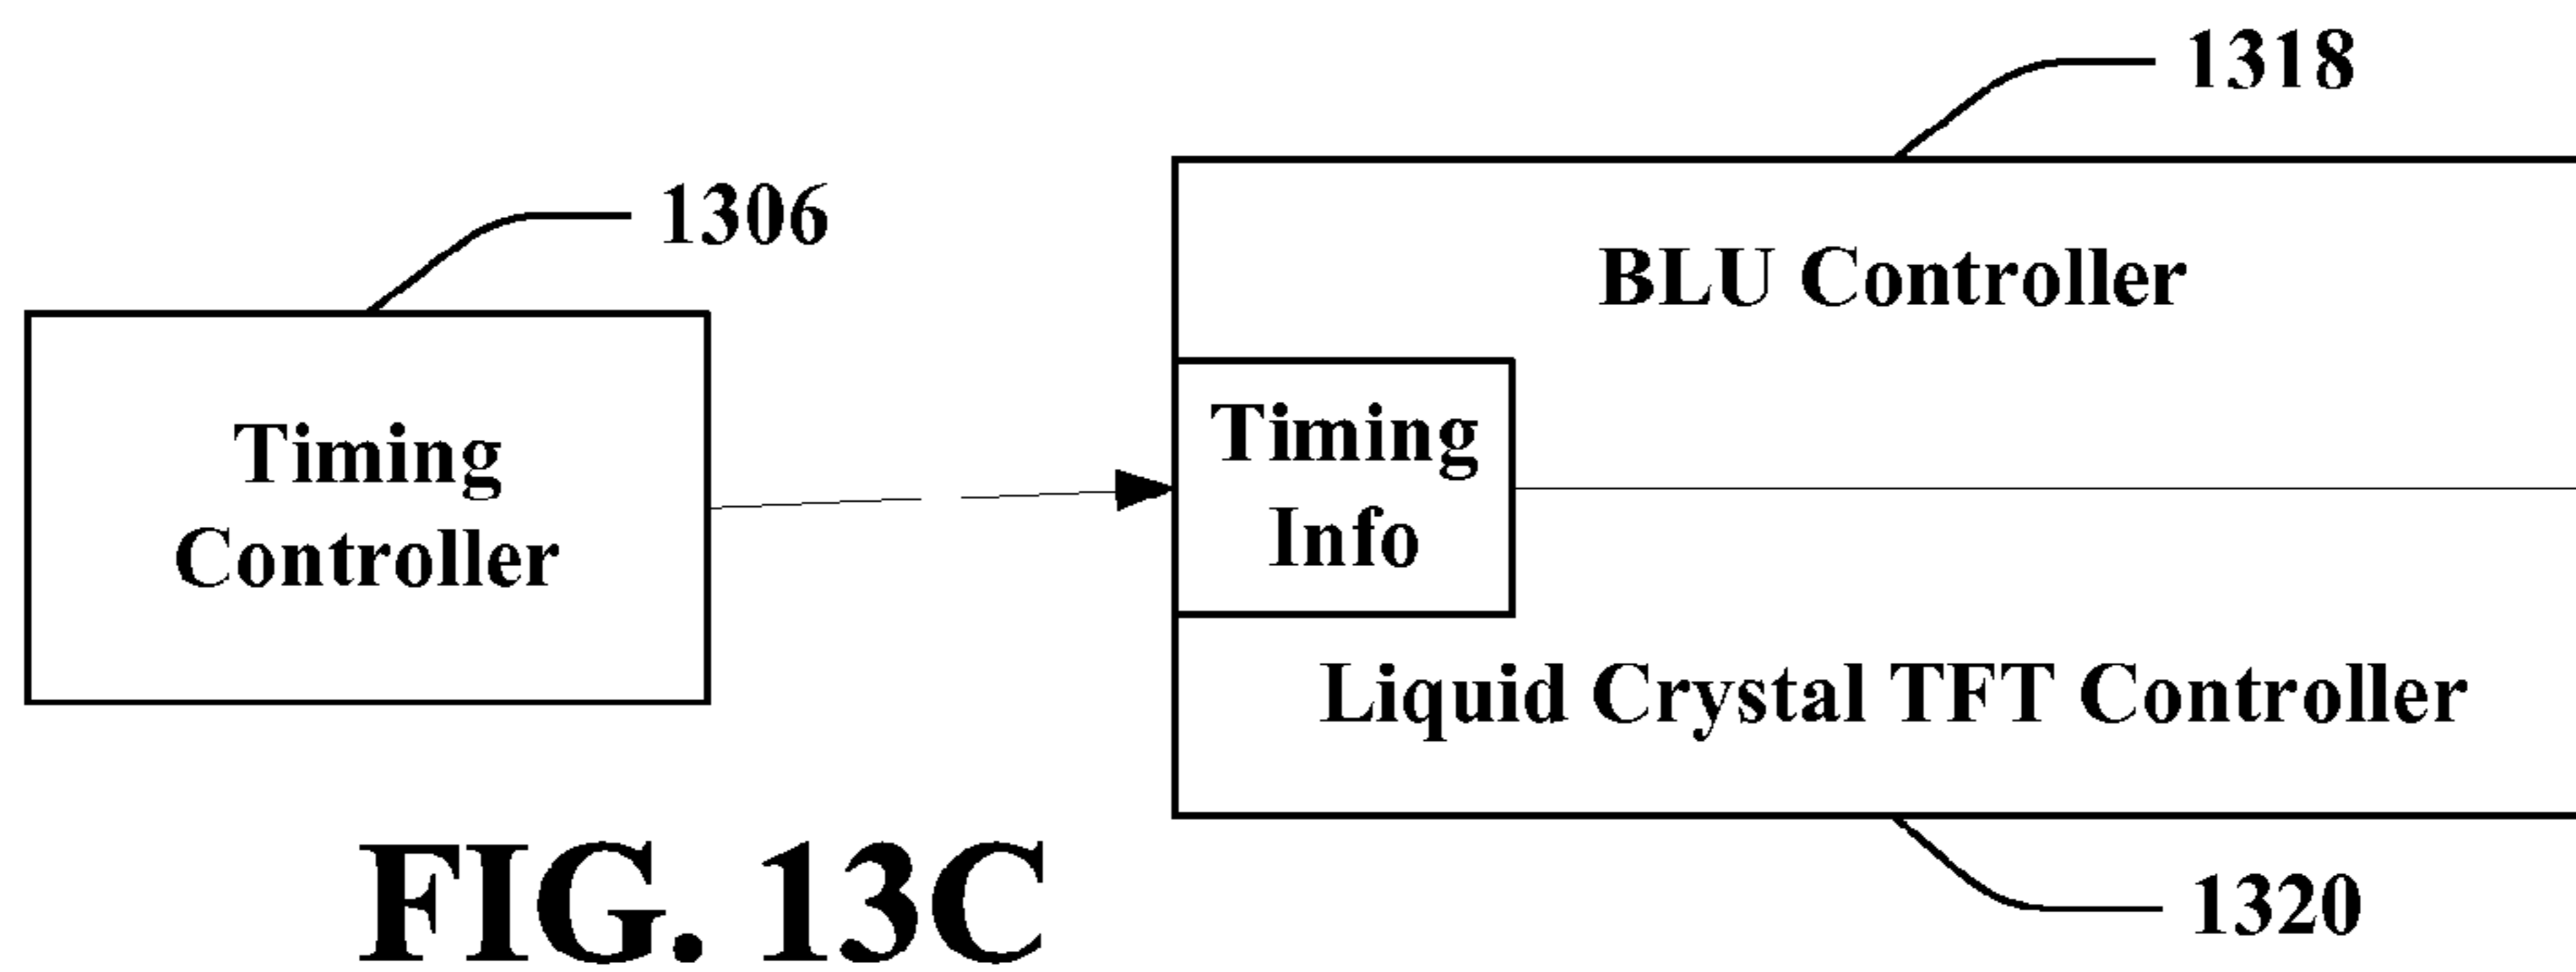 1318
1306
BLU Controller
Timing
Controller
Timing
Info
Liquid Crystal TFT Controller
FIG. 13C
1320